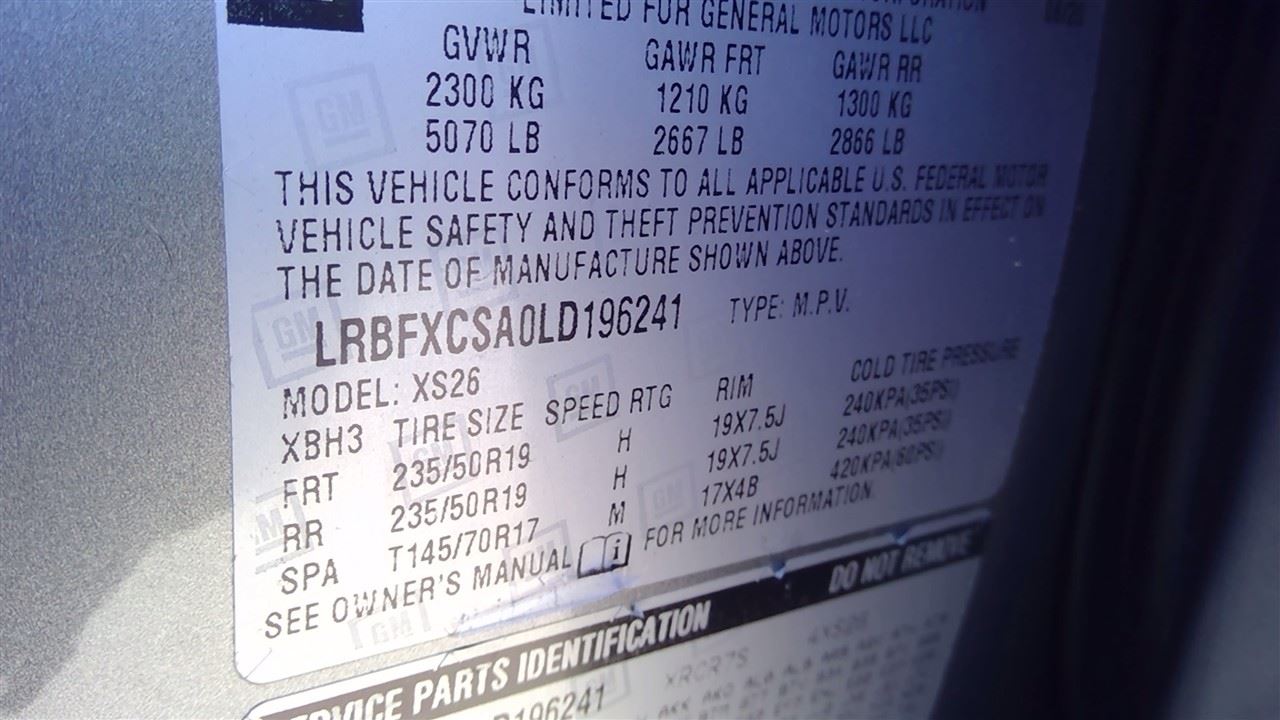 CORPORATION
LIMITED FOR GENERAL MOTORS LLC
GVWR GAWR FRT GAWR RR
2300 KG 1210 KG 1300 KG
5070 LB 2667 LB 2866 LB
THIS VEHICLE CONFORMS TO ALL APPLICABLE U.S. FEDERAL MOTOR
VEHICLE SAFETY AND THEFT PREVENTION STANDARDS IN EFFECT ON
THE DATE OF MANUFACTURE SHOWN ABOVE.
LRBFXCSA0LD196241 TYPE: M.P.V.
MODEL: XS26
XBH3 TIRE SIZE SPEED RTG RIM COLD TIRE PRESSURE
FRT 235/50R19 H 19X7.5J 240KPA(35PSI)
RR 235/50R19 H 19X7.5J 240KPA(35PSI)
SPA T145/70R17 M 17X4B 420KPA(60PSI)
SEE OWNER'S MANUAL FOR MORE INFORMATION.
SERVICE PARTS IDENTIFICATION DO NOT REMOVE
D196241 XRCR7S 4XS26